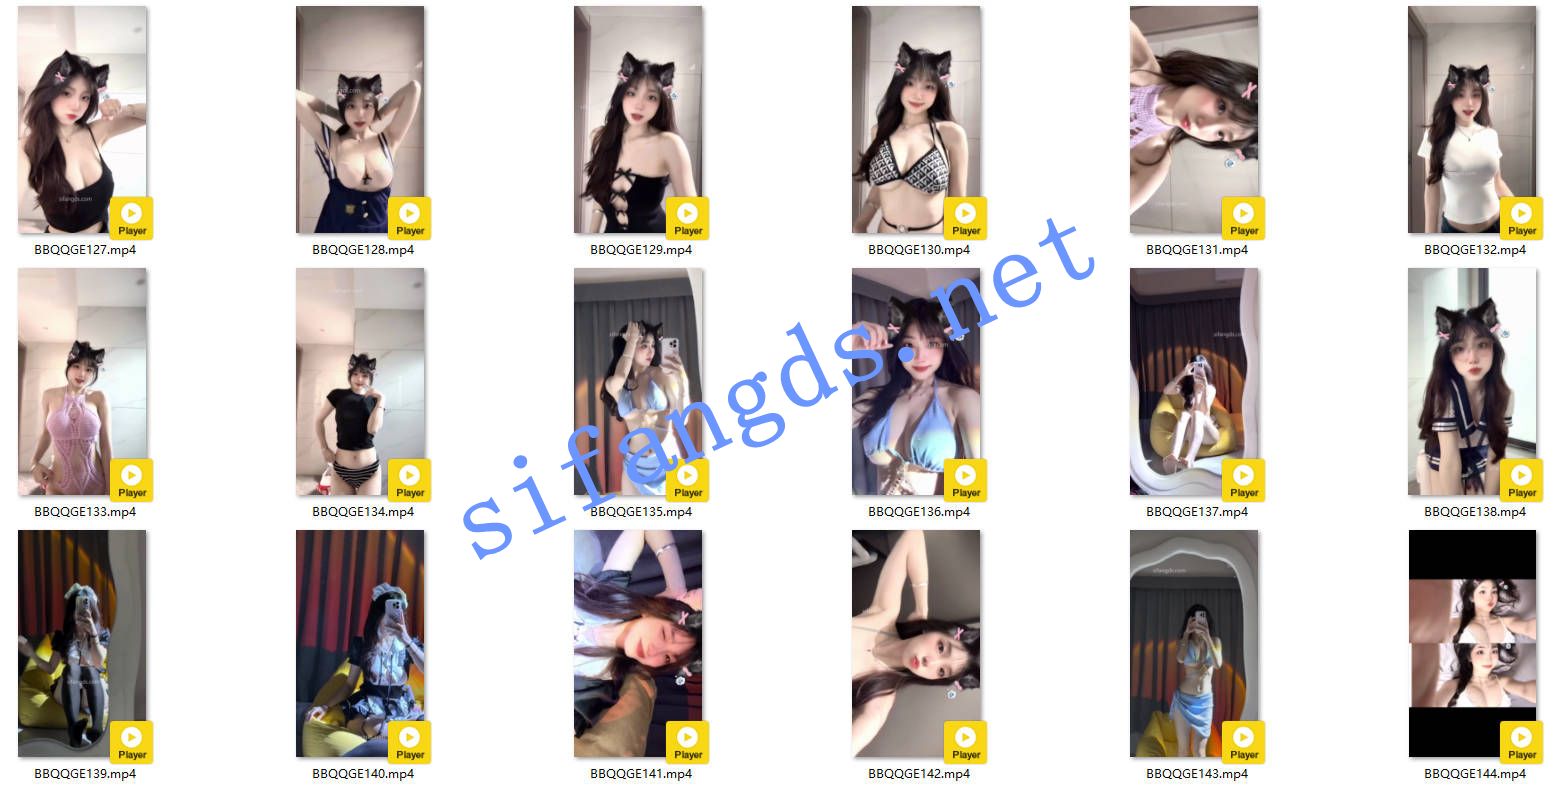 Player Player Player Player Player Player
BBQQGE127.mp4 BBQQGE128.mp4 BBQQGE129.mp4 BBQQGE130.mp4 BBQQGE131.mp4 BBQQGE132.mp4
sifangds.net
Player Player Player Player Player Player
BBQQGE133.mp4 BBQQGE134.mp4 BBQQGE135.mp4 BBQQGE136.mp4 BBQQGE137.mp4 BBQQGE138.mp4
Player Player Player Player Player Player
BBQQGE139.mp4 BBQQGE140.mp4 BBQQGE141.mp4 BBQQGE142.mp4 BBQQGE143.mp4 BBQQGE144.mp4